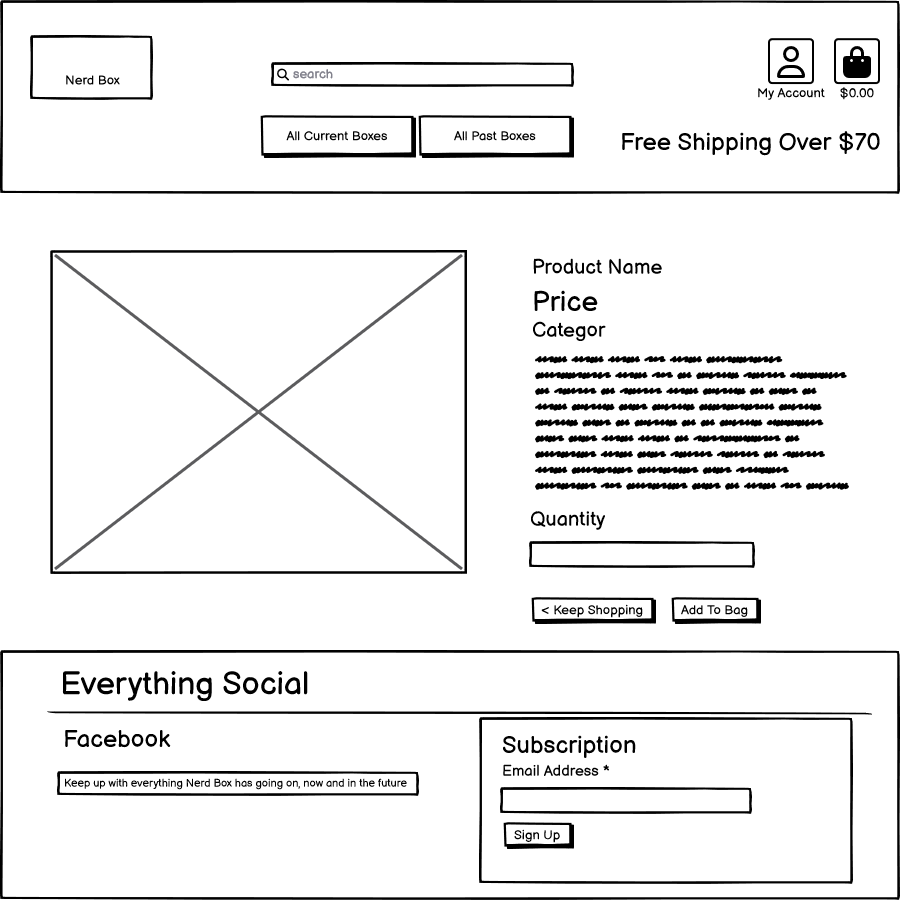 Nerd Box
search
My Account
$0.00
All Current Boxes
All Past Boxes
Free Shipping Over $70
Product Name
Price
Categor
Quantity
< Keep Shopping
Add To Bag
Everything Social
Facebook
Keep up with everything Nerd Box has going on, now and in the future
Subscription
Email Address *
Sign Up